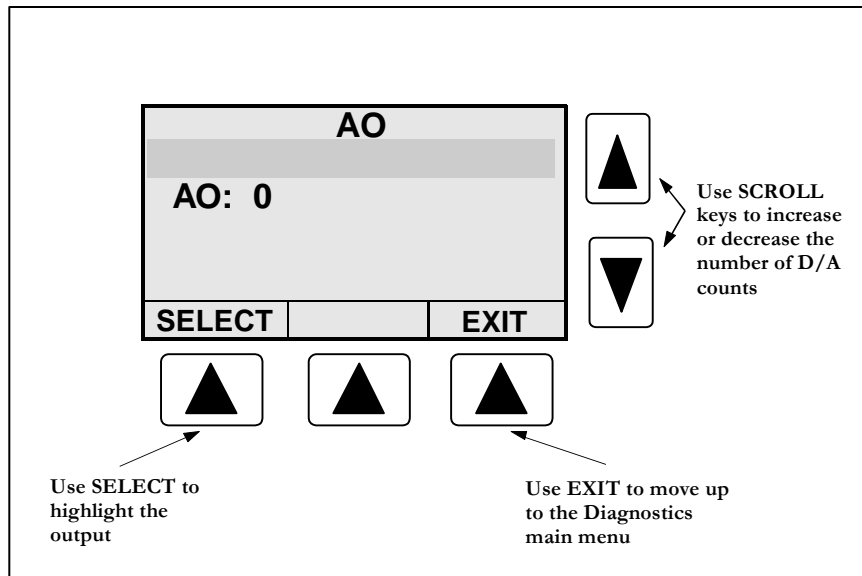 AO
AO: 0
SELECT
EXIT
Use SCROLL
keys to increase
or decrease the
number of D/A
counts
Use SELECT to
highlight the
output
Use EXIT to move up
to the Diagnostics
main menu